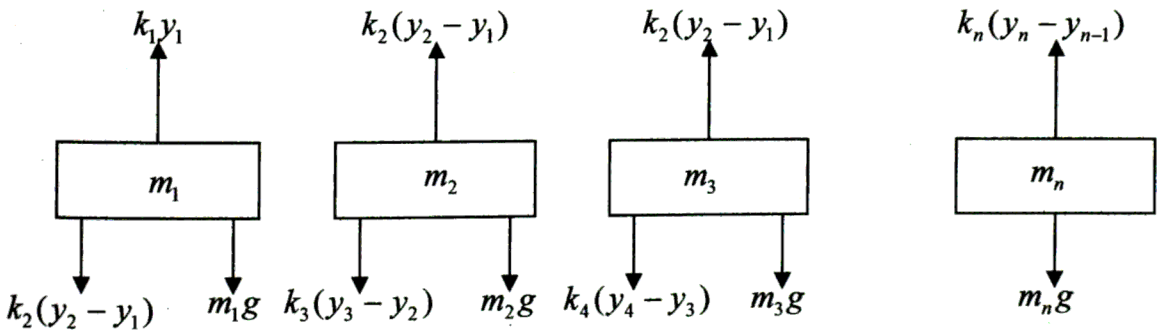 k₁y₁ k₂(y₂ − y₁) k₂(y₂ − y₁) kₙ(yₙ − yₙ₋₁)
m₁ m₂ m₃ mₙ
k₂(y₂ − y₁) m₁g k₃(y₃ − y₂) m₂g k₄(y₄ − y₃) m₃g mₙg